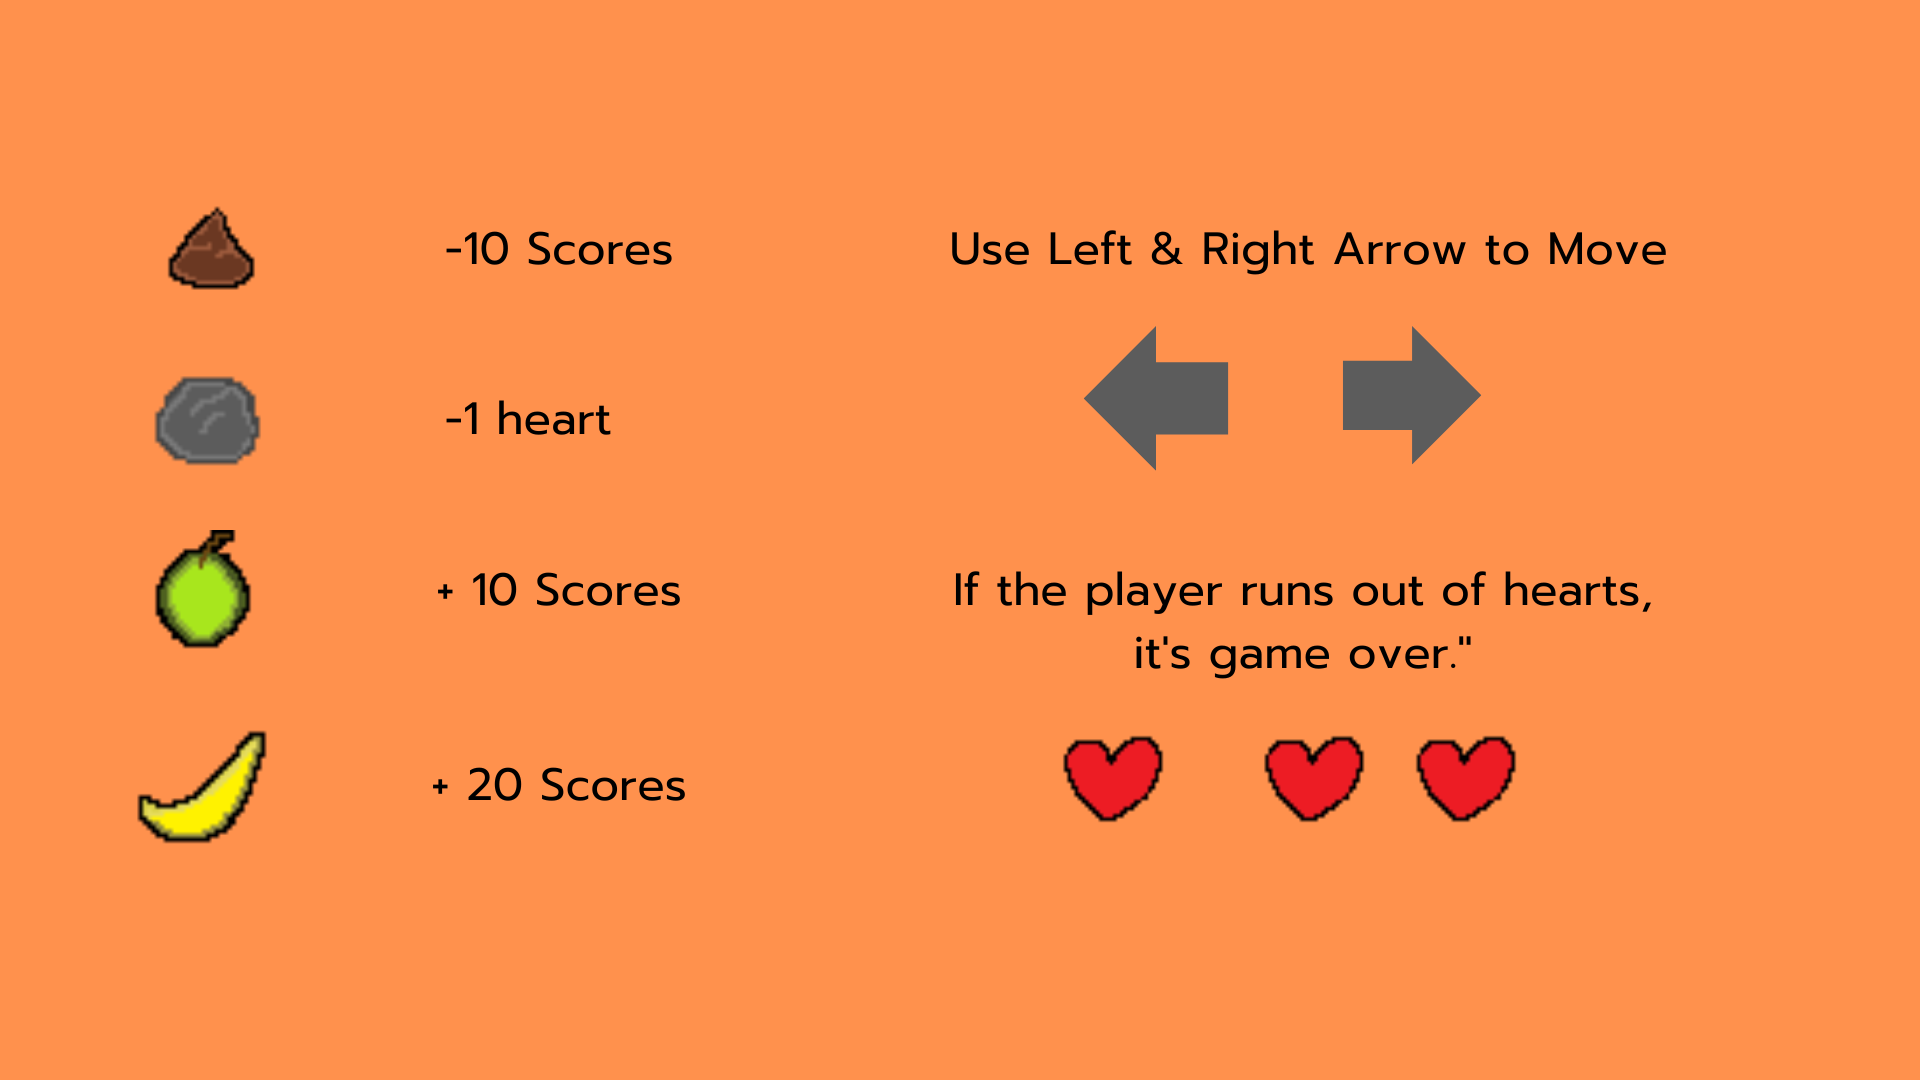 -10 Scores
-1 heart
+ 10 Scores
+ 20 Scores
Use Left & Right Arrow to Move
If the player runs out of hearts,
it's game over."